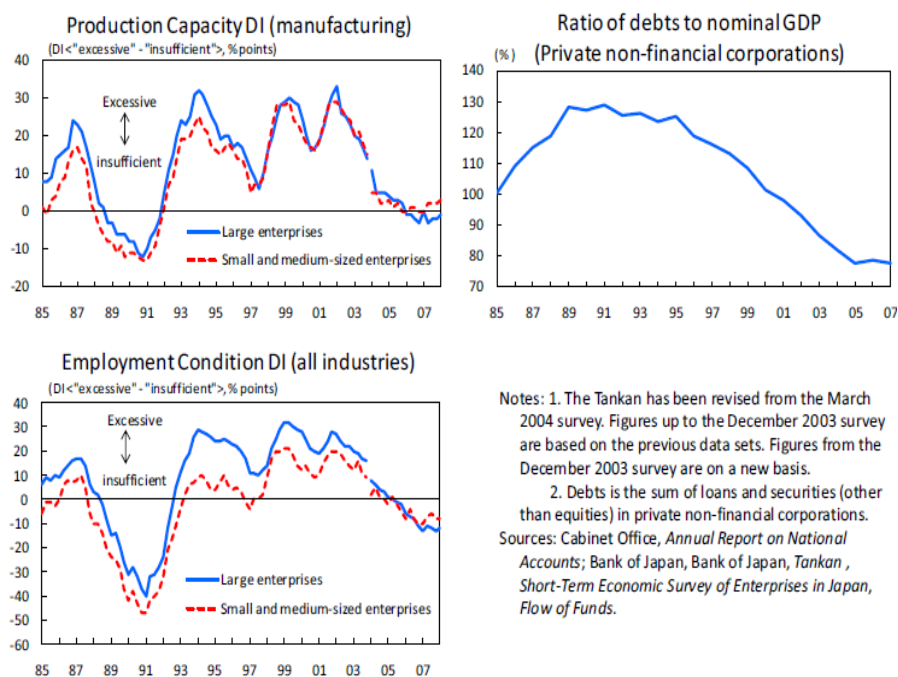 Production Capacity DI (manufacturing)
(DI<"excessive" - "insufficient">, % points)
40
30
20
10
0
-10
-20
Excessive
insufficient
Large enterprises
Small and medium-sized enterprises
85 87 89 91 93 95 97 99 01 03 05 07
Ratio of debts to nominal GDP
(Private non-financial corporations)
(%)
140
130
120
110
100
90
80
70
85 87 89 91 93 95 97 99 01 03 05 07
Employment Condition DI (all industries)
(DI<"excessive" - "insufficient">, % points)
40
30
20
10
0
-10
-20
-30
-40
-50
-60
Excessive
insufficient
Large enterprises
Small and medium-sized enterprises
85 87 89 91 93 95 97 99 01 03 05 07
Notes: 1. The Tankan has been revised from the March
2004 survey. Figures up to the December 2003 survey
are based on the previous data sets. Figures from the
December 2003 survey are on a new basis.
2. Debts is the sum of loans and securities (other
than equities) in private non-financial corporations.
Sources: Cabinet Office, Annual Report on National
Accounts; Bank of Japan, Bank of Japan, Tankan ,
Short-Term Economic Survey of Enterprises in Japan,
Flow of Funds.